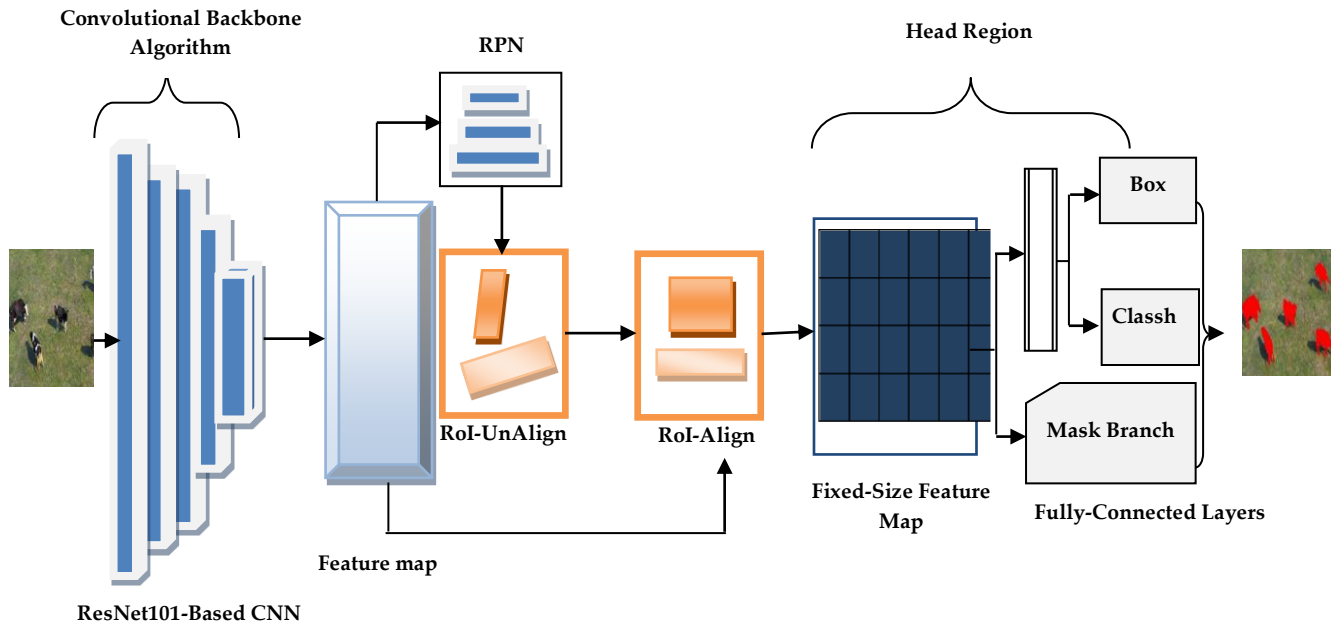 Convolutional Backbone
Algorithm
RPN
Head Region
Box
Classh
Mask Branch
RoI-UnAlign
RoI-Align
Fixed-Size Feature
Map
Fully-Connected Layers
Feature map
ResNet101-Based CNN